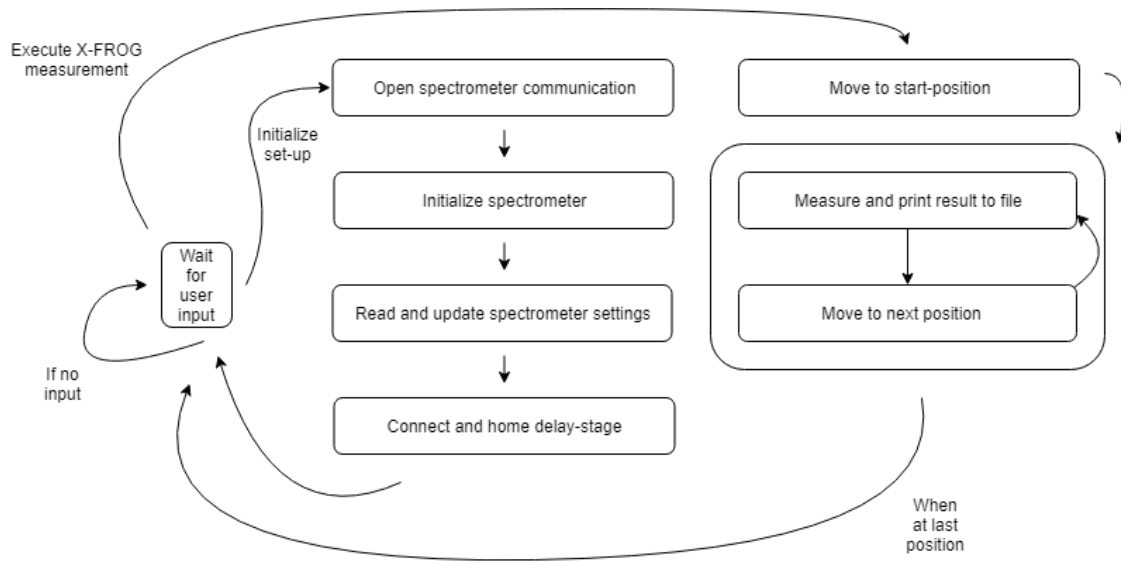 Execute X-FROG
measurement
Open spectrometer communication
Move to start-position
Initialize
set-up
Initialize spectrometer
Measure and print result to file
Wait
for
user
input
Read and update spectrometer settings
Move to next position
If no
input
Connect and home delay-stage
When
at last
position